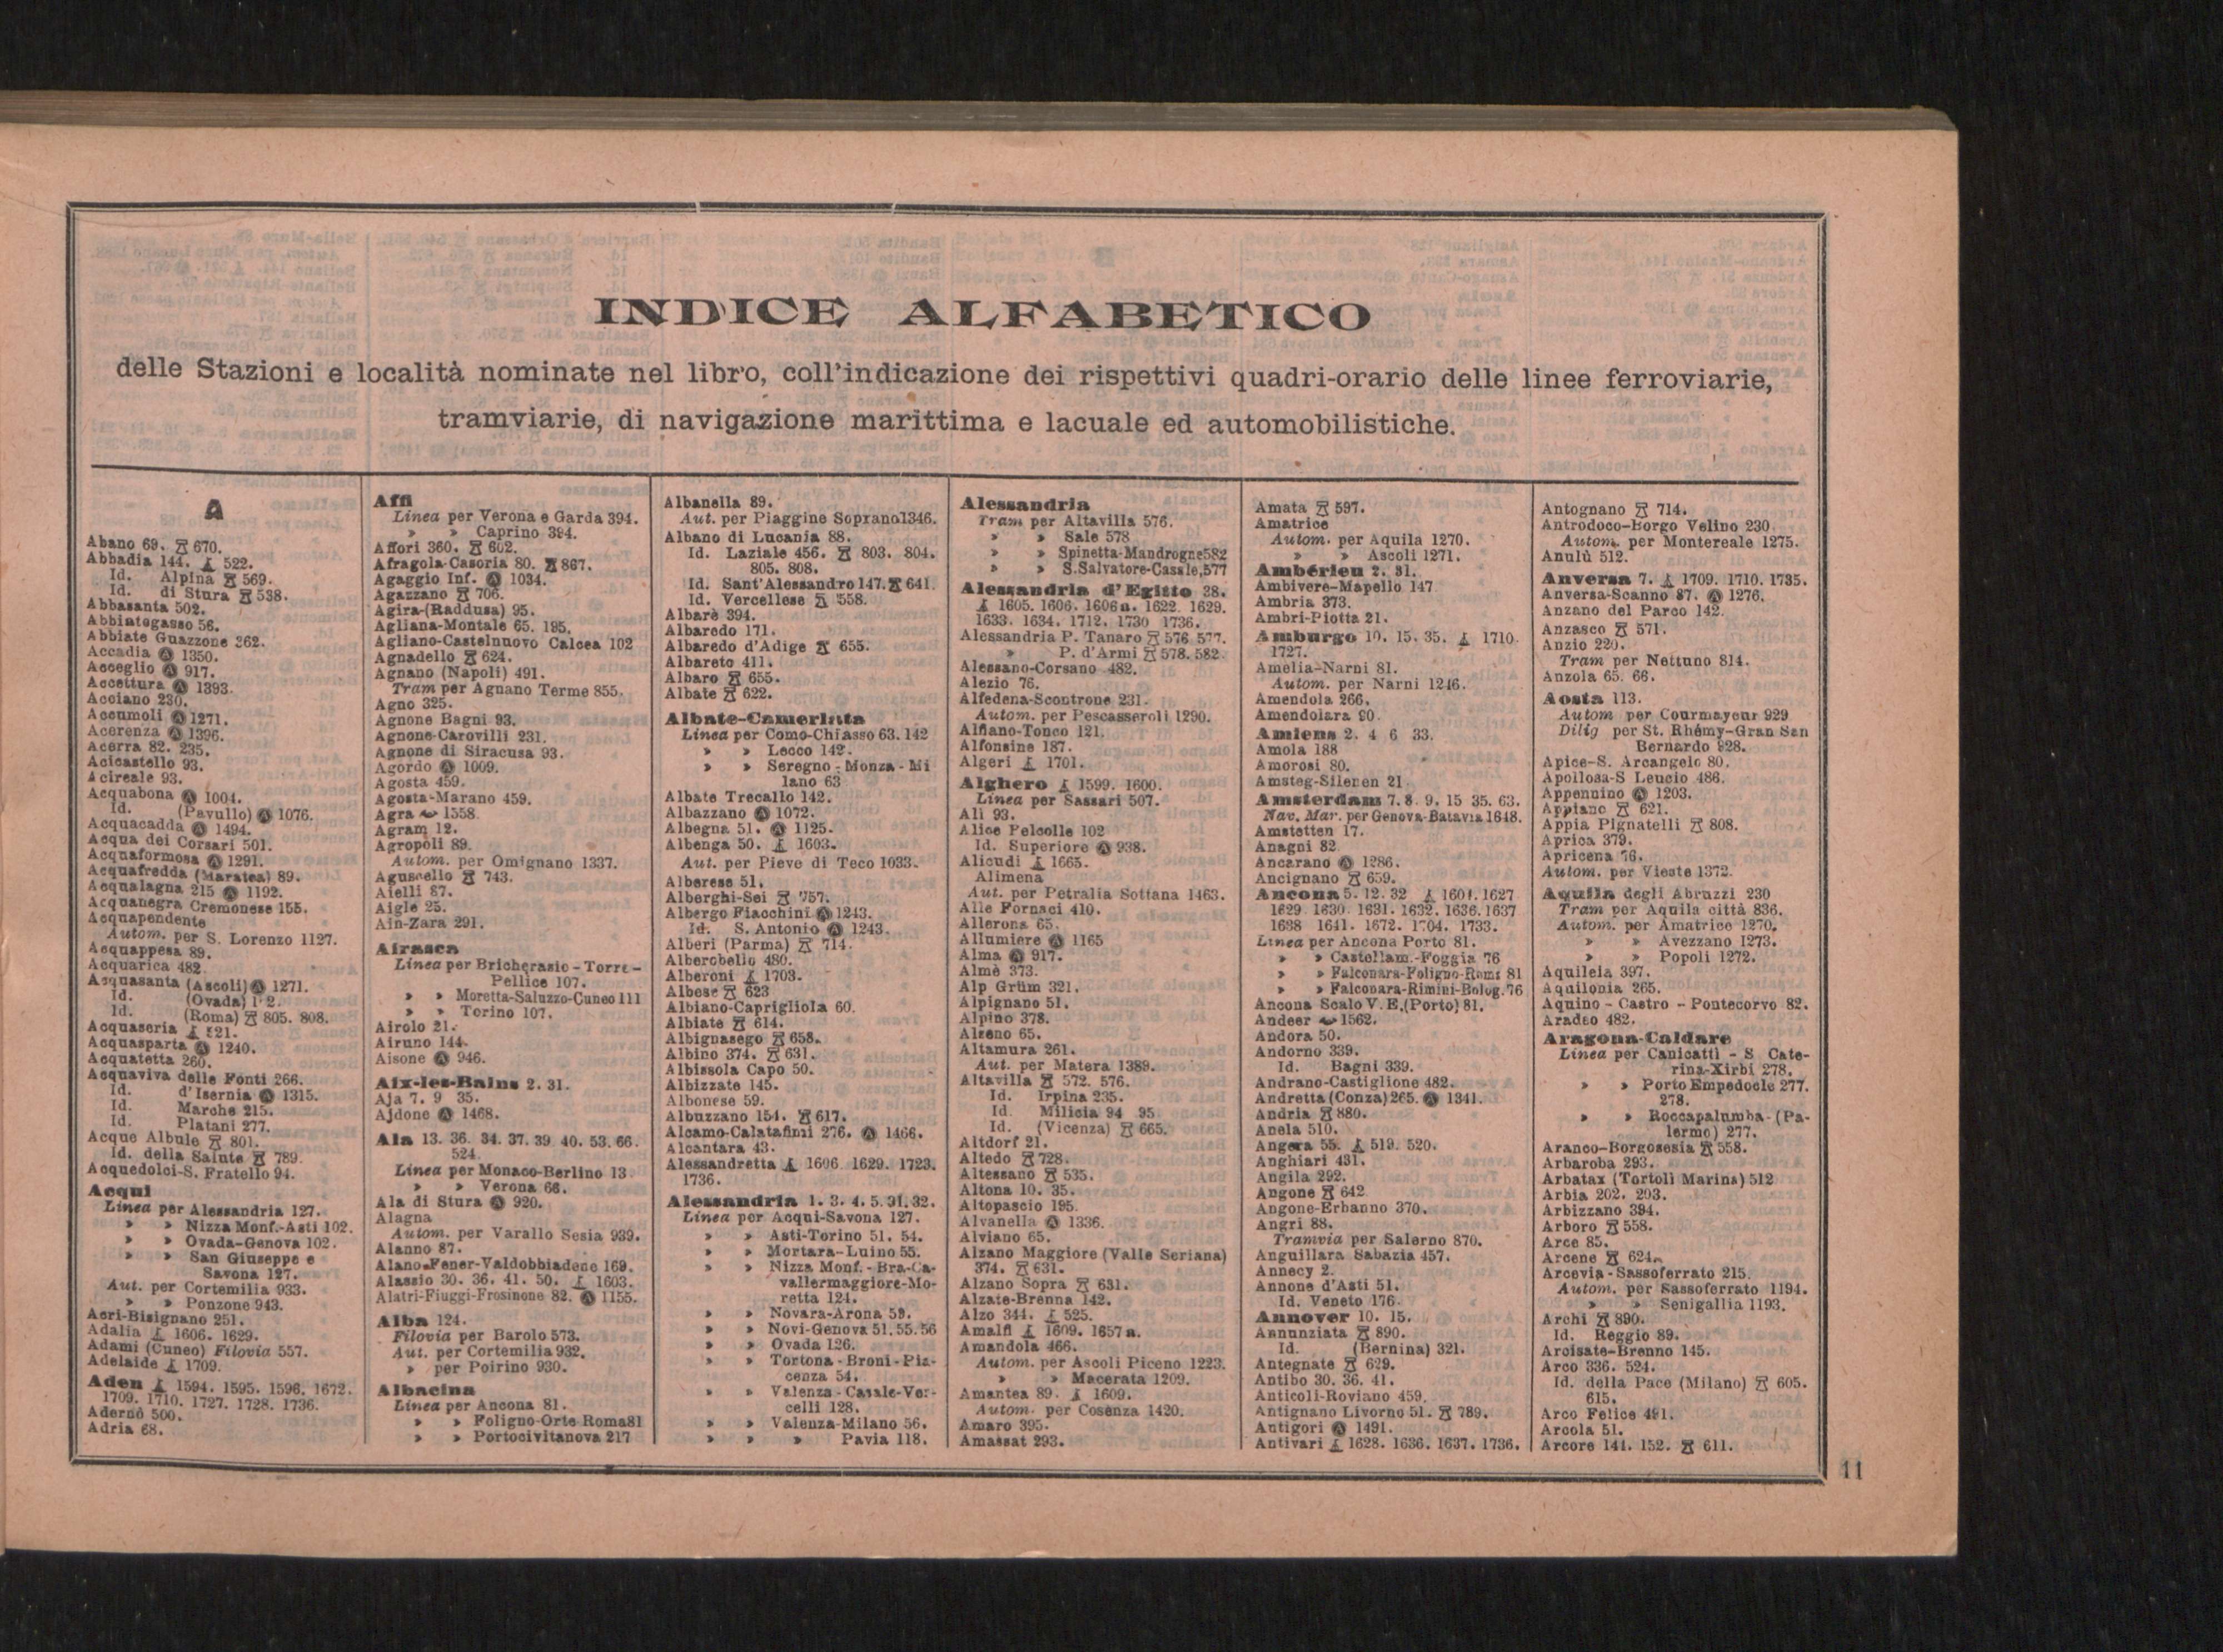 INDICE ALFABETICO
delle Stazioni e località nominate nel libro, coll'indicazione dei rispettivi quadri-orario delle linee ferroviarie,
tramviarie, di navigazione marittima e lacuale ed automobilistiche.
A
Abano 69. 670.
Abbadia 144. 522.
Id. Alpina 569.
Id. di Stura 538.
Abbasanta 502.
Abbiategasso 56.
Abbiate Guazzone 362.
Accadia 1350.
Acceglio 917.
Accettura 1393.
Acciano 230.
Accumoli 1271.
Acerenza 1396.
Acerra 82. 235.
Acicastello 93.
Acireale 93.
Acquabona 1004.
Id. (Pavullo) 1076.
Acquacadda 1494.
Acqua dei Corsari 501.
Acquaformosa 1291.
Acquafredda (Maratea) 89.
Acqualagna 215 1192.
Acquanegra Cremonese 155.
Acquapendente
Autom. per S. Lorenzo 1127.
Acquappesa 89.
Acquarica 482
Acquasanta (Ascoli) 1271.
Id. (Ovada)
Id. (Roma) 805. 808.
Acquaseria 521.
Acquasparta 1240.
Acquatetta 260.
Acquaviva delle Fonti 266.
Id. d'Isernia 1315.
Id. Marche 215.
Id. Platani 277.
Acque Albule 801.
Id. della Salute 789.
Acquedolci-S. Fratello 94.
Acqui
Linea per Alessandria 127.
» » Nizza Monf.-Asti 102.
» » Ovada-Genova 102.
» » San Giuseppe e
Savona 127.
Aut. per Cortemilia 933.
» » Ponzone 943.
Acri-Bisignano 251.
Adalia 1606. 1629.
Adami (Cuneo) Filovia 557.
Adelaide 1709.
Aden 1594. 1595. 1596. 1672.
1709. 1710. 1727. 1728. 1736.
Adernò 500.
Adria 68.
Affi
Linea per Verona e Garda 394.
» » Caprino 394.
Affori 360. 602.
Afragola-Casoria 80. 867.
Agaggio Inf. 1034.
Agazzano 706.
Agira-(Raddusa) 95.
Agliana-Montale 65. 195.
Agliano-Castelnuovo Calcea 102
Agnadello 624.
Agnano (Napoli) 491.
Tram per Agnano Terme 855.
Agno 325.
Agnone Bagni 93.
Agnone-Carovilli 231.
Agnone di Siracusa 93.
Agordo 1009.
Agosta 459.
Agosta-Marano 459.
Agra 1558.
Agram 12.
Agropoli 89.
Autom. per Omignano 1337.
Aguscello 743.
Aielli 87.
Aigle 25.
Ain-Zara 291.
Airasca
Linea per Bricherasio-Torre-
Pellice 107.
» » Moretta-Saluzzo-Cuneo 111
» » Torino 107.
Airolo 21.
Airuno 144.
Aisone 946.
Aix-les-Bains 2. 31.
Aja 7. 9 35.
Ajdone 1468.
Ala 13. 36. 34. 37. 39 40. 53. 66.
524
Linea per Monaco-Berlino 13
» » Verona 66.
Ala di Stura 920.
Alagna
Autom. per Varallo Sesia 939.
Alanno 87.
Alano-Fener-Valdobbiadene 169.
Alassio 30. 36. 41. 50. 1603.
Alatri-Fiuggi-Frosinone 82. 1155.
Alba 124.
Filovia per Barolo 573.
Aut. per Cortemilia 932.
» per Poirino 930.
Albacina
Linea per Ancona 81.
» » Foligno-Orte-Roma81
» » Portocivitanova 217
Albanella 89.
Aut. per Piaggine Soprano1346.
Albano di Lucania 88.
Id. Laziale 456. 803. 804.
805. 808.
Id. Sant'Alessandro 147. 641.
Id. Vercellese 558.
Albarè 394.
Albaredo 171.
Albaredo d'Adige 655.
Albareto 411.
Albaro 655.
Albate 622.
Albate-Camerlata
Linea per Como-Chiasso 63. 142
» » Lecco 142.
» » Seregno-Monza-Mi
lano 63
Albate Trecallo 142.
Albazzano 1072.
Albegna 51. 1125.
Albenga 50. 1603.
Aut. per Pieve di Teco 1033.
Alberese 51.
Alberghi-Sei 757.
Albergo Fiacchini 1243.
Id. S. Antonio 1243.
Alberi (Parma) 714.
Alberobello 480.
Alberoni 1703.
Albese 623
Albiano-Caprigliola 60.
Albiate 614.
Albignasego 658.
Albino 374. 631.
Albissola Capo 50.
Albizzate 145.
Albonese 59.
Albuzzano 154. 617.
Alcamo-Calatafimi 276. 1466.
Alcantara 43.
Alessandretta 1606 1629. 1723.
1736.
Alessandria 1. 3. 4. 5. 31. 32.
Linea per Acqui-Savona 127.
» » Asti-Torino 51. 54.
» » Mortara-Luino 55.
» » Nizza Monf.-Bra-Ca-
vallermaggiore-Mo-
retta 124.
» » Novara-Arona 59.
» » Novi-Genova 51. 55. 56
» » Ovada 126.
» » Tortona-Broni-Pia-
cenza 54.
» » Valenza-Casale-Ver-
celli 128.
» » Valenza-Milano 56.
» » » Pavia 118.
Alessandria
Tram per Altavilla 576.
» » Sale 578
» » Spinetta-Mandrogne582
» » S.Salvatore-Casale,577
Alessandria d'Egitto 38.
1605. 1606. 1606a. 1622. 1629.
1633. 1634. 1712. 1730 1736.
Alessandria P. Tanaro 576. 577.
» P. d'Armi 578. 582.
Alessano-Corsano 482.
Alezio 76.
Alfedena-Scontrone 231.
Autom. per Pescasseroli 1290.
Alfiano-Tonco 121.
Alfonsine 187.
Algeri 1701.
Alghero 1599. 1600.
Linea per Sassari 507.
Alì 93.
Alice Belcolle 102
Id. Superiore 938.
Alicudi 1665.
Alimena
Aut. per Petralia Sottana 1463.
Alle Fornaci 410.
Allerona 65.
Allumiere 1165
Alma 917.
Almè 373.
Alp Grüm 321.
Alpignano 51.
Alpino 378.
Alseno 65.
Altamura 261.
Aut. per Matera 1389.
Altavilla 572. 576.
Id. Irpina 235.
Id. Milicia 94 95
Id. (Vicenza) 665.
Altdorf 21.
Altedo 728.
Altessano 535.
Altona 10. 35.
Altopascio 195.
Alvanella 1336.
Alviano 65.
Alzano Maggiore (Valle Seriana)
374. 631.
Alzano Sopra 631.
Alzate-Brenna 142.
Alzo 344. 525.
Amalfi 1609. 1657a.
Amandola 466.
Autom. per Ascoli Piceno 1223.
» » Macerata 1209.
Amantea 89. 1609.
Autom. per Cosenza 1420.
Amaro 395.
Amassat 293.
Amata 597.
Amatrice
Autom. per Aquila 1270.
» » Ascoli 1271.
Ambérieu 2. 31.
Ambivere-Mapello 147
Ambria 373.
Ambrì-Piotta 21.
Amburgo 10. 15. 35. 1710.
1727.
Amelia-Narni 81.
Autom. per Narni 1246.
Amendola 266.
Amendolara 90
Amiens 2. 4 6 33.
Amola 188
Amorosi 80.
Amsteg-Silenen 21
Amsterdam 7. 8. 9. 15 35. 63.
Nav. Mar. per Genova-Batavia 1648.
Amstetten 17.
Anagni 82
Ancarano 1286.
Ancignano 659.
Ancona 5. 12. 32 1601. 1627
1629 1630 1631. 1632. 1636. 1637
1638 1641. 1672. 1704. 1733.
Linea per Ancona Porto 81.
» » Castellam.-Foggia 76
» » Falconara-Foligno-Roma 81
» » Falconara-Rimini-Bolog. 76
Ancona Scalo V. E.(Porto) 81.
Andeer 1562.
Andora 50.
Andorno 339.
Id. Bagni 339.
Andrano-Castiglione 482.
Andretta (Conza) 265. 1341.
Andria 880.
Anela 510.
Angera 55. 519. 520.
Anghiari 431.
Angila 292.
Angone 642
Angone-Erbanno 370.
Angri 88.
Tramvia per Salerno 870.
Anguillara Sabazia 457.
Annecy 2.
Annone d'Asti 51.
Id. Veneto 176.
Annover 10. 15.
Annunziata 890.
Id. (Bernina) 321.
Antegnate 629.
Antibo 30. 36. 41.
Anticoli-Roviano 459.
Antignano Livorno 51. 789.
Antigori 1491.
Antivari 1628. 1636. 1637. 1736.
Antognano 714.
Antrodoco-Borgo Velino 230
Autom. per Montereale 1275.
Anulù 512.
Anversa 7. 1709. 1710. 1735.
Anversa-Scanno 87. 1276.
Anzano del Parco 142.
Anzasco 571.
Anzio 220.
Tram per Nettuno 814.
Anzola 65. 66.
Aosta 113.
Autom per Courmayeur 929
Dilig per St. Rhémy-Gran San
Bernardo 928.
Apice-S. Arcangelo 80.
Apollosa-S Leucio 486.
Appennino 1203.
Appiano 621.
Appia Pignatelli 808.
Aprica 379.
Apricena 76.
Autom. per Vieste 1372.
Aquila degli Abruzzi 230
Tram per Aquila città 836.
Autom. per Amatrice 1270.
» » Avezzano 1273.
» » Popoli 1272.
Aquileia 397.
Aquilonia 265.
Aquino - Castro - Pontecorvo 82.
Aradeo 482.
Aragona-Caldare
Linea per Canicattì - S Cate-
rina-Xirbi 278.
» » Porto Empedocle 277.
278.
» » Roccapalumba-(Pa-
lermo) 277.
Aranco-Borgosesia 558.
Arbaroba 293.
Arbatax (Tortolì Marina) 512
Arbia 202. 203.
Arbizzano 394.
Arboro 558.
Arce 85.
Arcene 624.
Arcevia-Sassoferrato 215.
Autom. per Sassoferrato 1194.
» » Senigallia 1193.
Archi 890.
Id. Reggio 89.
Arcisate-Brenno 145.
Arco 336. 524.
Id. della Pace (Milano) 605.
615.
Arco Felice 491.
Arcola 51.
Arcore 141. 152. 611.
11